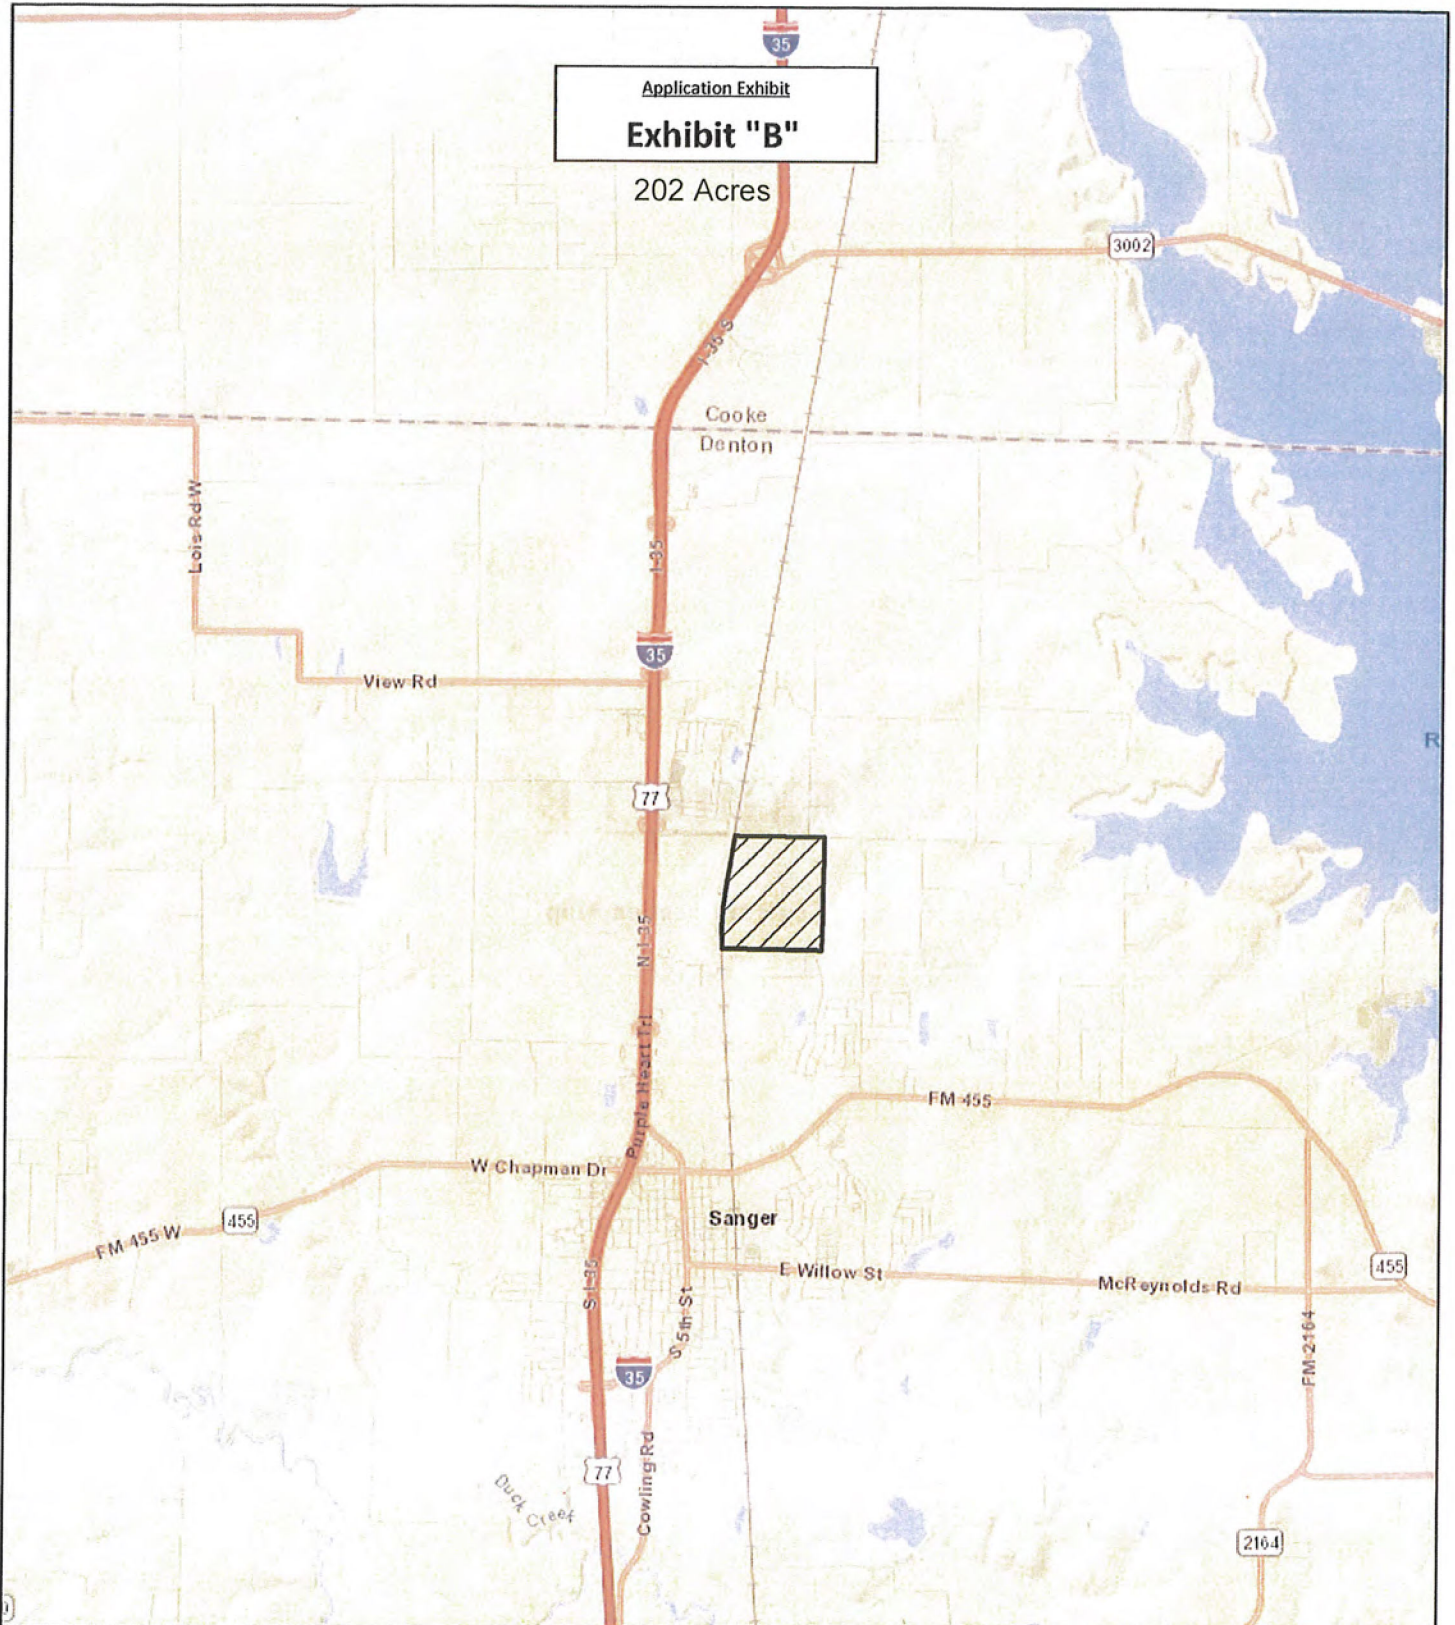 35
Application Exhibit
Exhibit "B"
202 Acres
3002
I-35 S
Cooke
Denton
Lois Rd W
I-35
35
View Rd
R
77
N I-35
Purple Heart Trl
FM 455
W Chapman Dr
Sanger
455
FM 455 W
E Willow St
McReynolds Rd
455
S I-35
S 5th St
FM 2164
35
77
Cowling Rd
Duck
Creek
2164